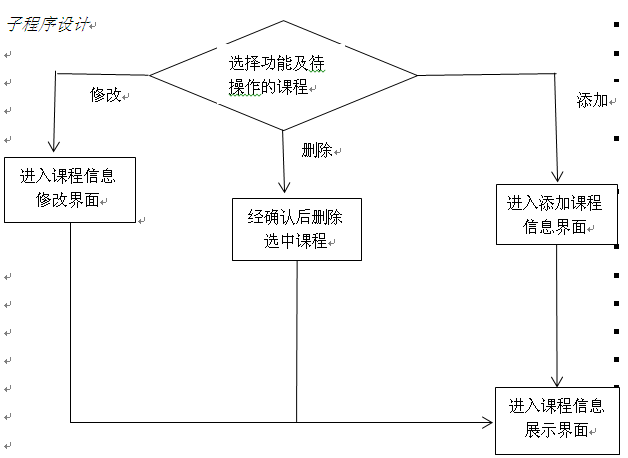 子程序设计
选择功能及待
操作的课程
修改
添加
删除
进入课程信息
修改界面
经确认后删除
选中课程
进入添加课程
信息界面
进入课程信息
展示界面